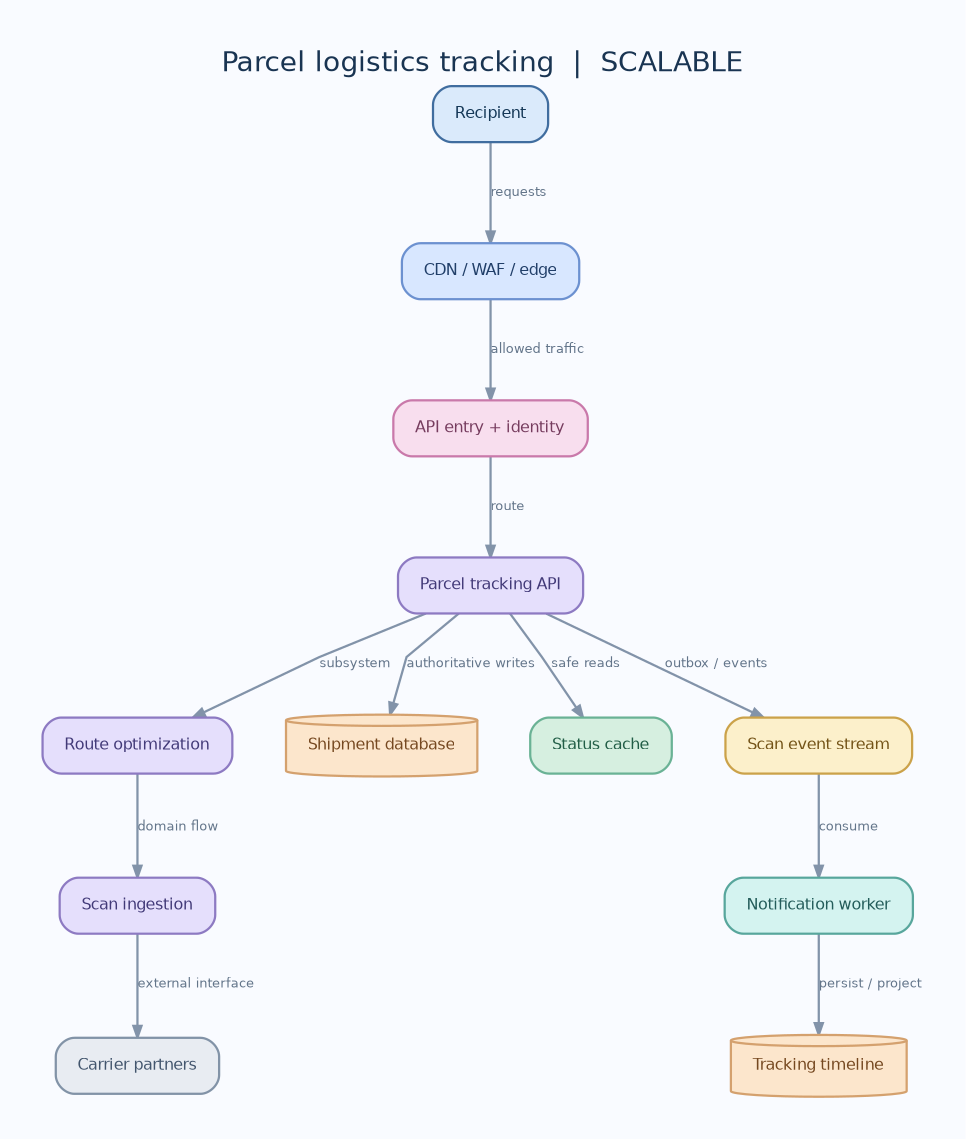 Parcel logistics tracking | SCALABLE
Recipient
requests
CDN / WAF / edge
allowed traffic
API entry + identity
route
Parcel tracking API
subsystem
authoritative writes
safe reads
outbox / events
Route optimization
Shipment database
Status cache
Scan event stream
domain flow
consume
Scan ingestion
Notification worker
external interface
persist / project
Carrier partners
Tracking timeline